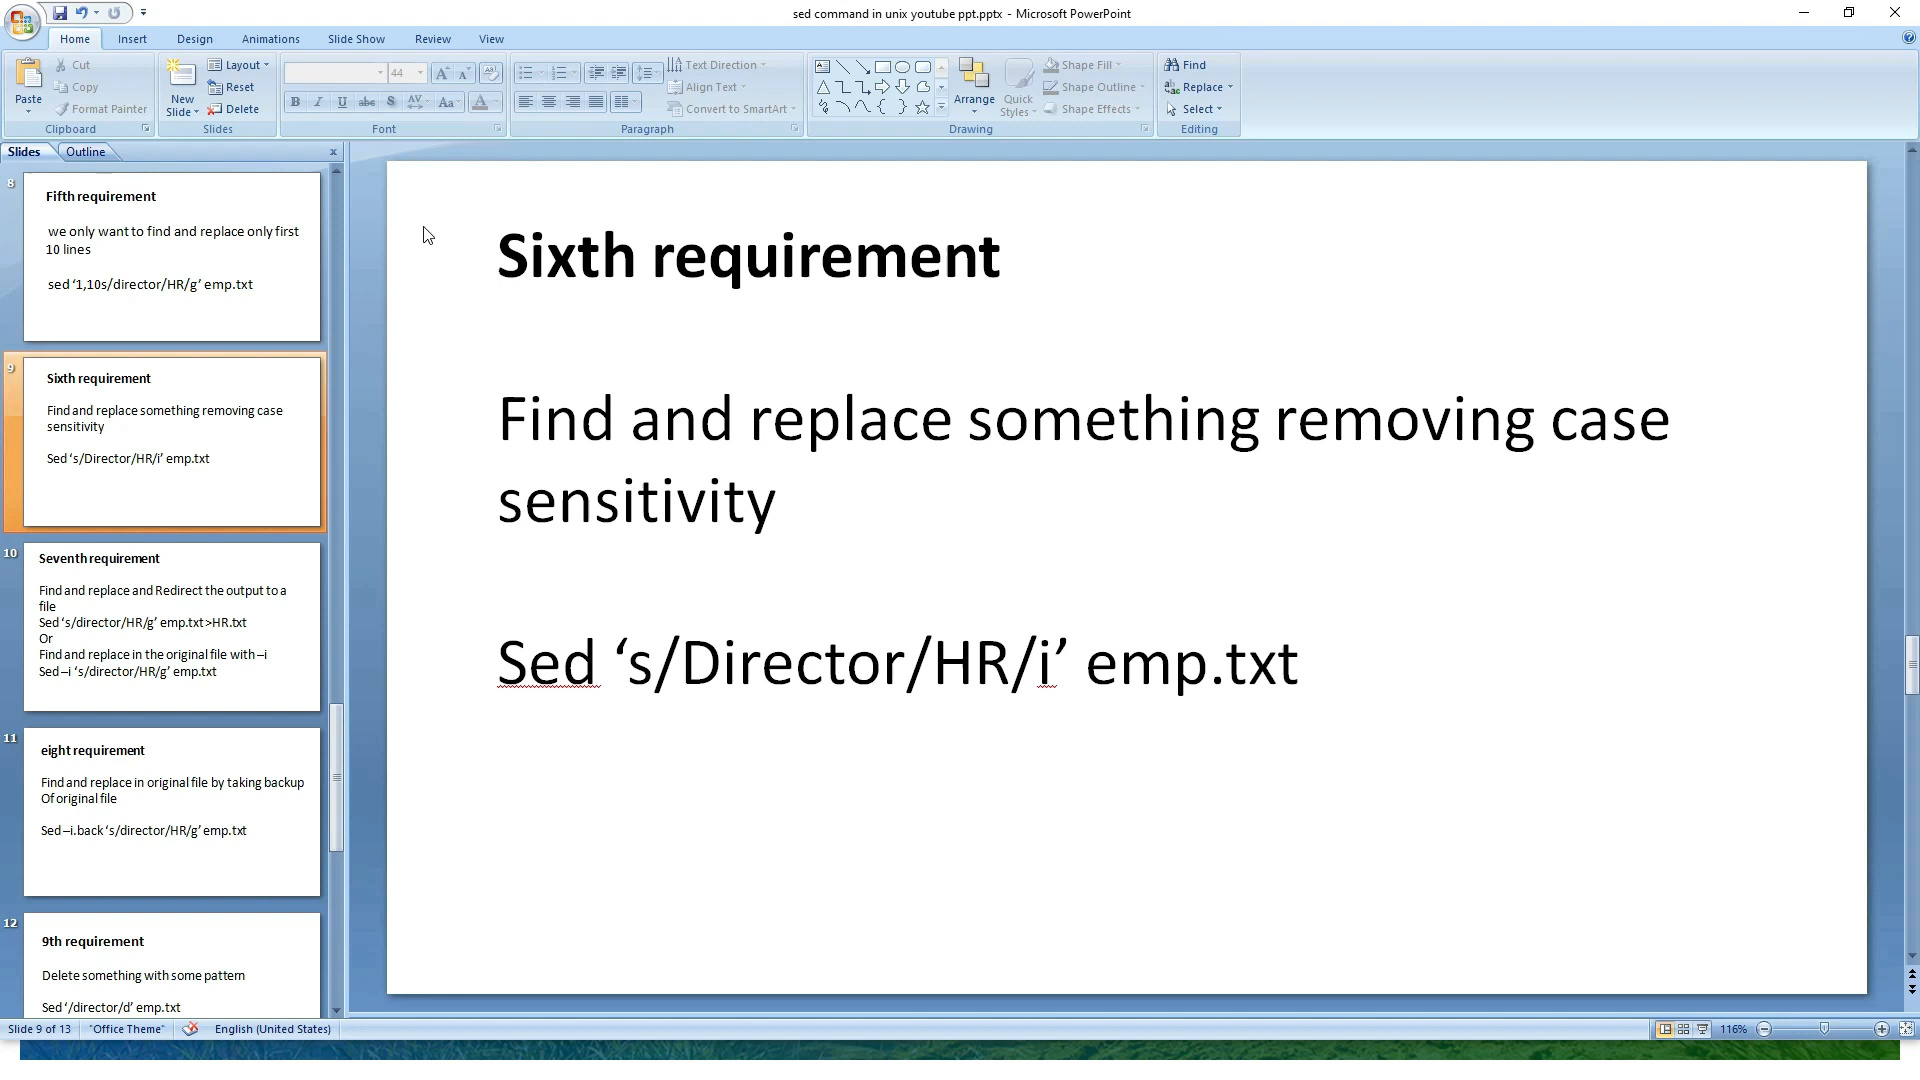 sed command in unix youtube ppt.pptx - Microsoft PowerPoint
Home Insert Design Animations Slide Show Review View
Paste
Cut
Copy
Format Painter
Clipboard
New
Slide
Layout
Reset
Delete
Slides
44
B I U abc S AV Aa A
Font
Text Direction
Align Text
Convert to SmartArt
Paragraph
Arrange
Quick
Styles
Shape Fill
Shape Outline
Shape Effects
Drawing
Find
Replace
Select
Editing
Slides Outline
8
Fifth requirement
we only want to find and replace only first
10 lines
sed ‘1,10s/director/HR/g’ emp.txt
9
Sixth requirement
Find and replace something removing case
sensitivity
Sed ‘s/Director/HR/i’ emp.txt
10
Seventh requirement
Find and replace and Redirect the output to a
file
Sed ‘s/director/HR/g’ emp.txt>HR.txt
Or
Find and replace in the original file with –i
Sed –i ‘s/director/HR/g’ emp.txt
11
eight requirement
Find and replace in original file by taking backup
Of original file
Sed –i.back ‘s/director/HR/g’ emp.txt
12
9th requirement
Delete something with some pattern
Sed ‘/director/d’ emp.txt
Sixth requirement
Find and replace something removing case
sensitivity
Sed ‘s/Director/HR/i’ emp.txt
Slide 9 of 13 "Office Theme" English (United States) 116%